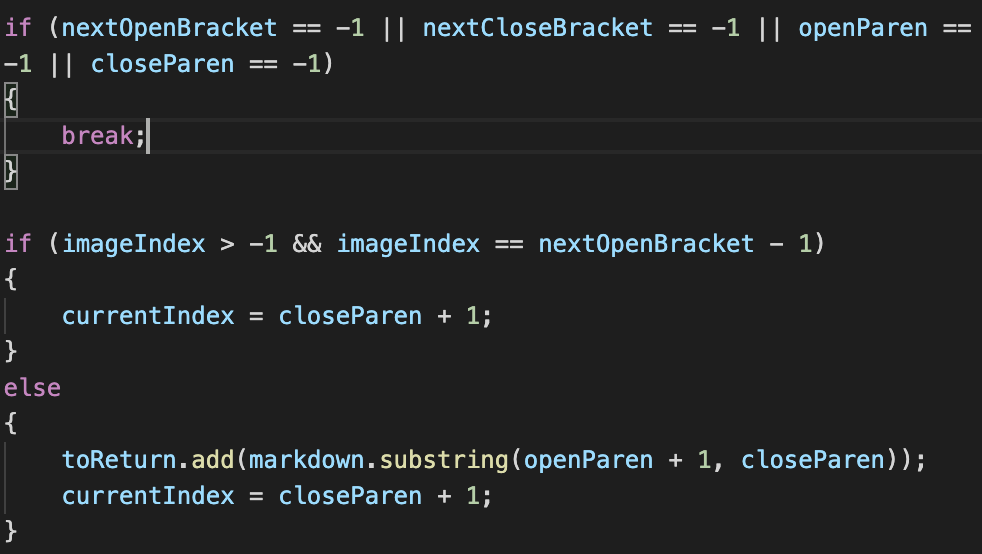 if (nextOpenBracket == -1 || nextCloseBracket == -1 || openParen ==
-1 || closeParen == -1)
{
    break;
}

if (imageIndex > -1 && imageIndex == nextOpenBracket - 1)
{
    currentIndex = closeParen + 1;
}
else
{
    toReturn.add(markdown.substring(openParen + 1, closeParen));
    currentIndex = closeParen + 1;
}